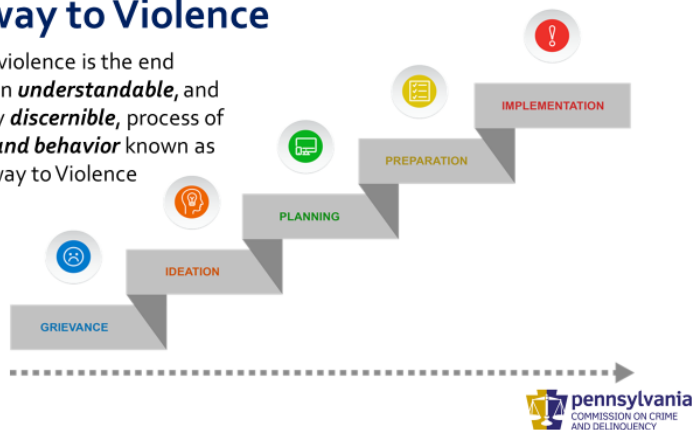 way to Violence
violence is the end
n understandable, and
y discernible, process of
and behavior known as
way to Violence
IMPLEMENTATION
PREPARATION
PLANNING
IDEATION
GRIEVANCE
pennsylvania
COMMISSION ON CRIME
AND DELINQUENCY